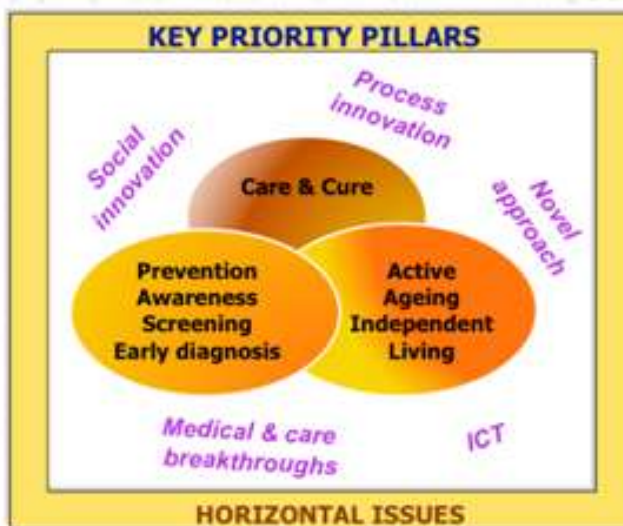 KEY PRIORITY PILLARS
Process
innovation
Social
innovation
Novel
approach
Care & Cure
Prevention
Awareness
Screening
Early diagnosis
Active
Ageing
Independent
Living
Medical & care
breakthroughs
ICT
HORIZONTAL ISSUES